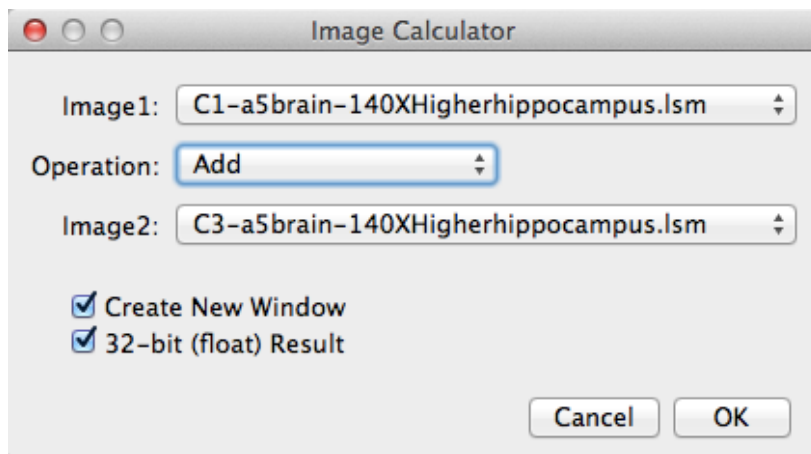 Image Calculator
Image1: C1-a5brain-140XHigherhippocampus.lsm
Operation: Add
Image2: C3-a5brain-140XHigherhippocampus.lsm
Create New Window
32-bit (float) Result
Cancel OK